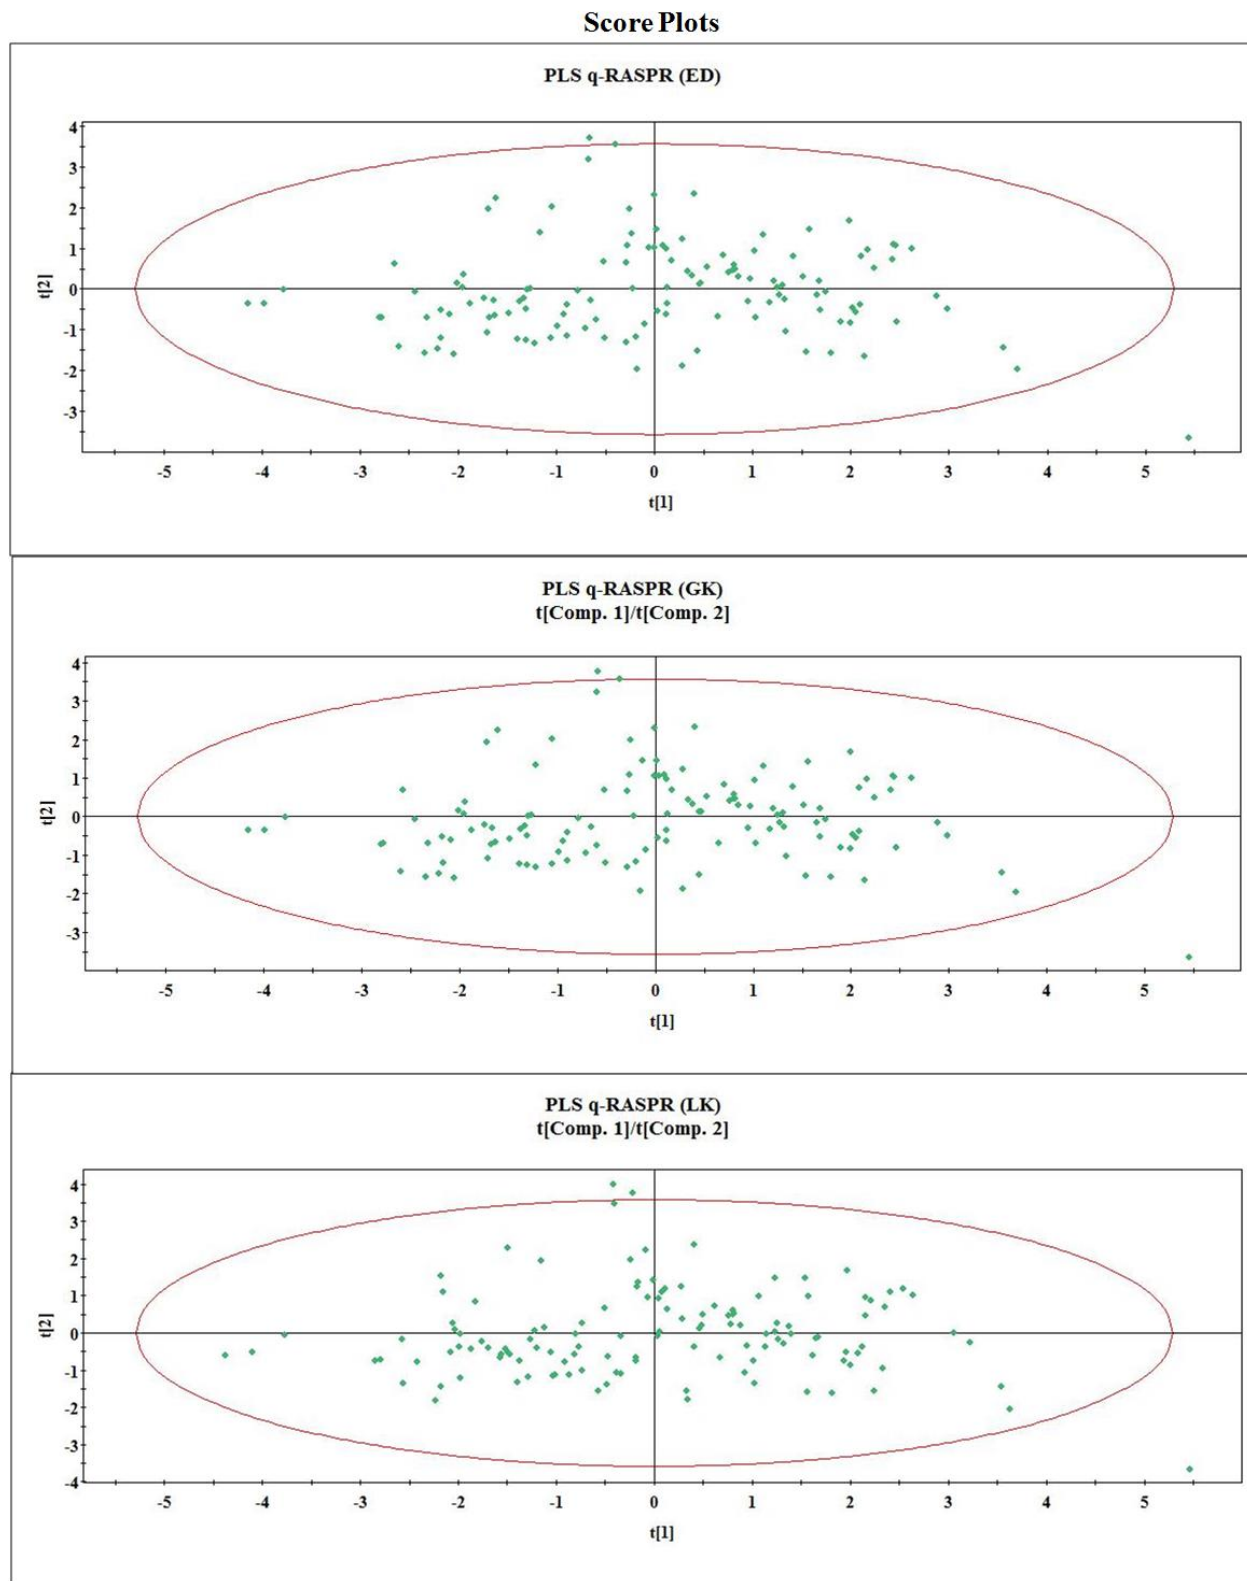 Score Plots
PLS q-RASPR (ED)
4
3
2
1
0
-1
-2
-3
t[2]
-5 -4 -3 -2 -1 0 1 2 3 4 5
t[1]
PLS q-RASPR (GK)
t[Comp. 1]/t[Comp. 2]
4
3
2
1
0
-1
-2
-3
t[2]
-5 -4 -3 -2 -1 0 1 2 3 4 5
t[1]
PLS q-RASPR (LK)
t[Comp. 1]/t[Comp. 2]
4
3
2
1
0
-1
-2
-3
-4
t[2]
-5 -4 -3 -2 -1 0 1 2 3 4 5
t[1]